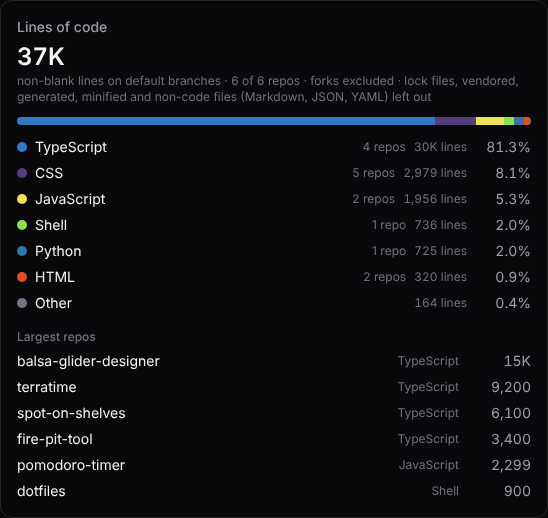 Lines of code
37K
non-blank lines on default branches · 6 of 6 repos · forks excluded · lock files, vendored,
generated, minified and non-code files (Markdown, JSON, YAML) left out
TypeScript 4 repos 30K lines 81.3%
CSS 5 repos 2,979 lines 8.1%
JavaScript 2 repos 1,956 lines 5.3%
Shell 1 repo 736 lines 2.0%
Python 1 repo 725 lines 2.0%
HTML 2 repos 320 lines 0.9%
Other 164 lines 0.4%
Largest repos
balsa-glider-designer TypeScript 15K
terratime TypeScript 9,200
spot-on-shelves TypeScript 6,100
fire-pit-tool TypeScript 3,400
pomodoro-timer JavaScript 2,299
dotfiles Shell 900